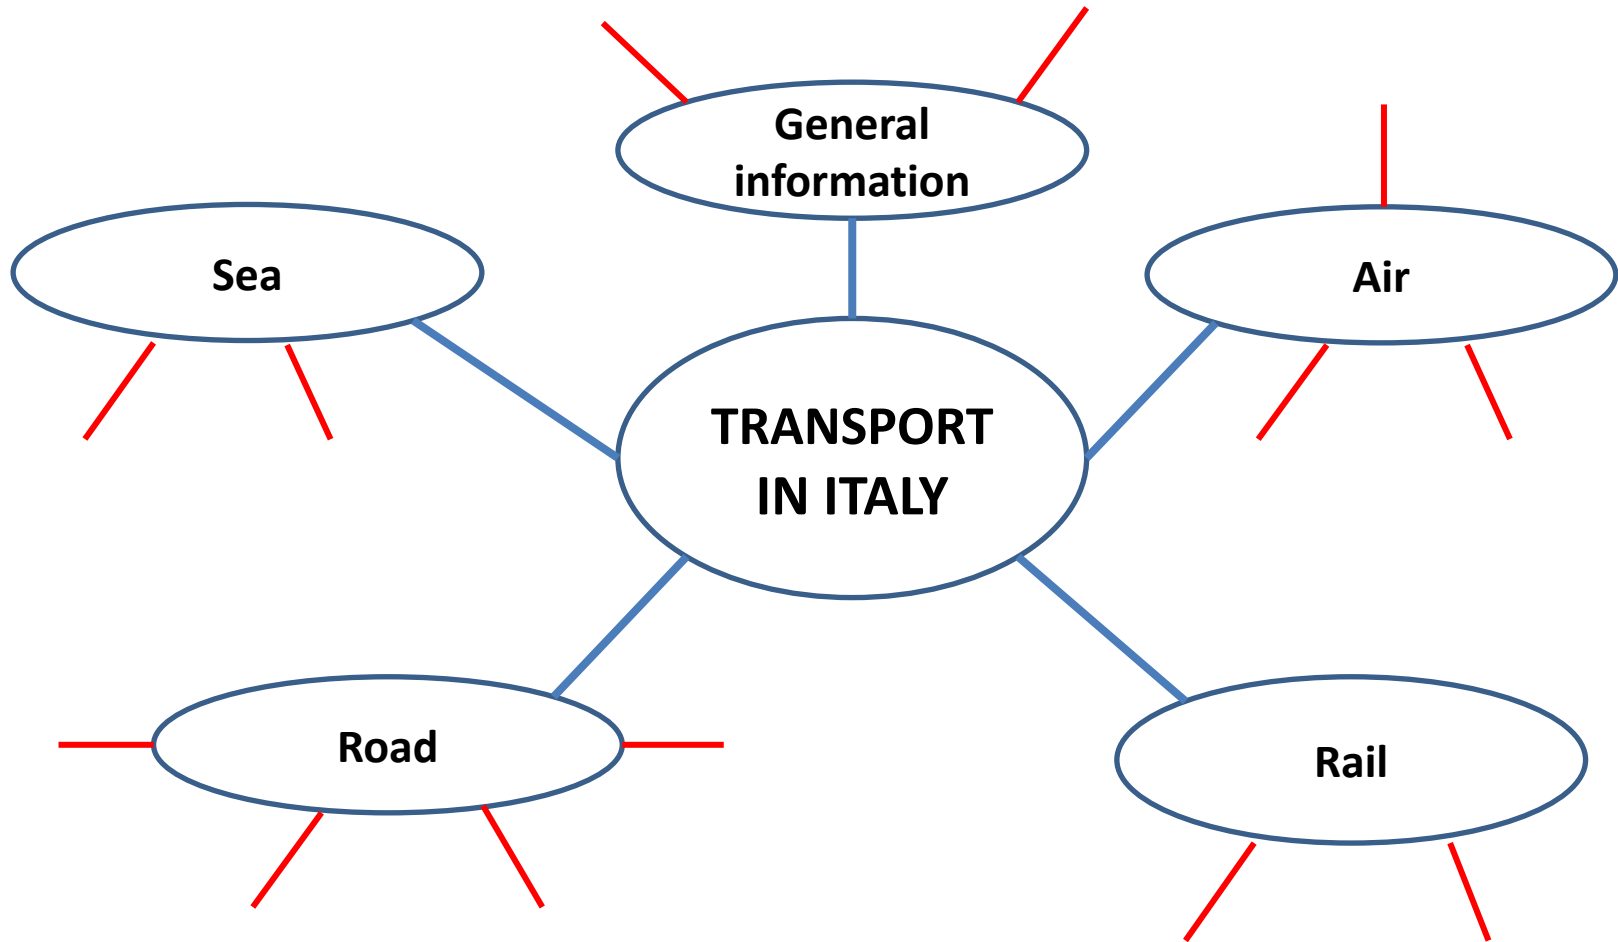 General
information
Sea
Air
TRANSPORT
IN ITALY
Road
Rail